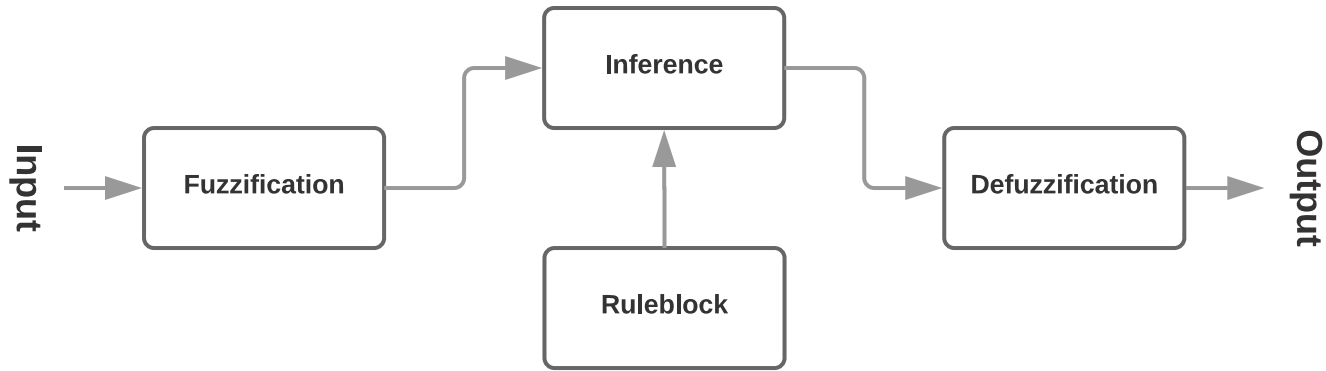 Input
Fuzzification
Inference
Ruleblock
Defuzzification
Output